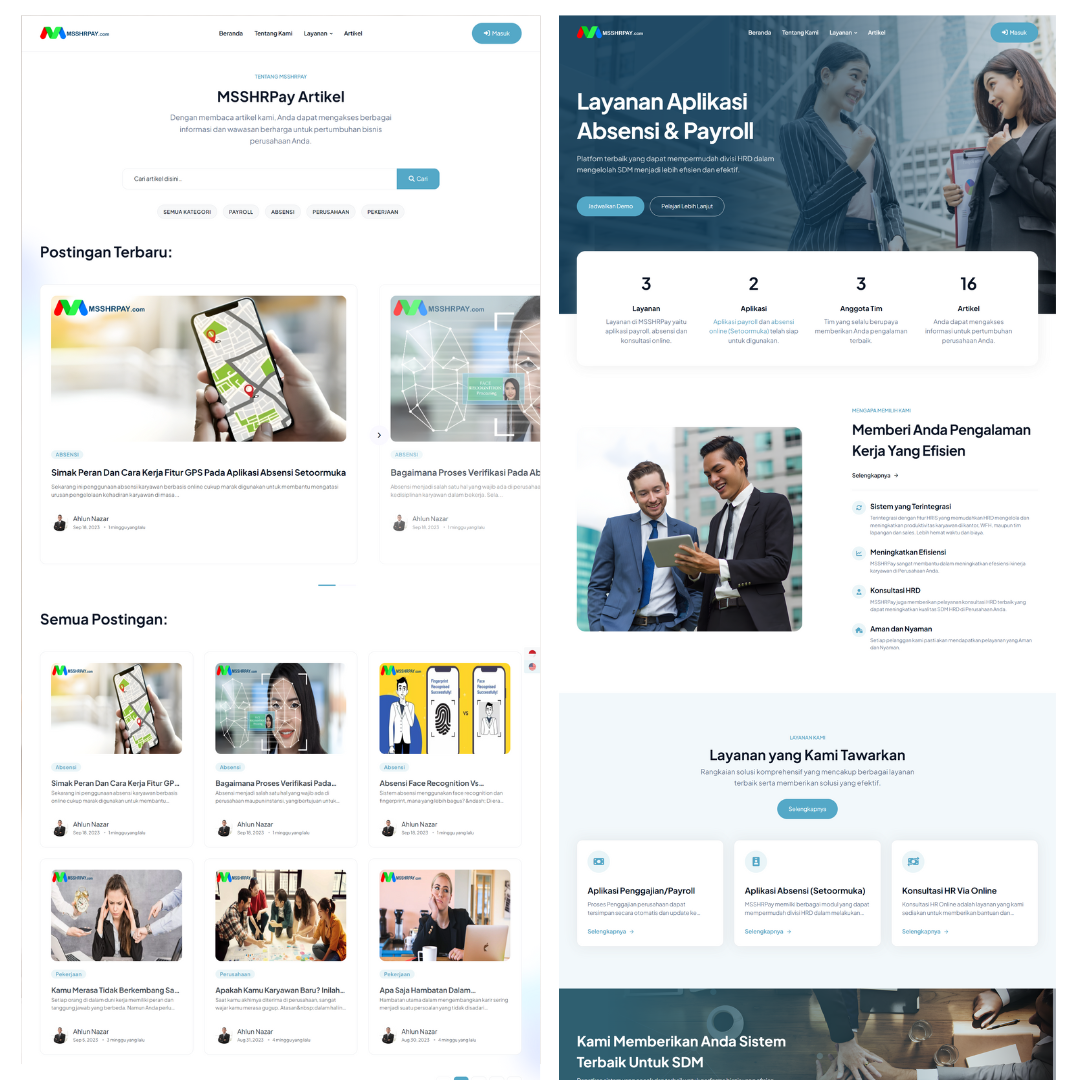 MSSHRPAY.com
Beranda
Tentang Kami
Layanan
Artikel
Masuk
TENTANG MSSHRPAY
MSSHRPay Artikel
Dengan membaca artikel kami, Anda dapat mengakses berbagai
informasi dan wawasan berharga untuk pertumbuhan bisnis
perusahaan Anda.
Cari artikel disini..
Cari
SEMUA KATEGORI
PAYROLL
ABSENSI
PERUSAHAAN
PEKERJAAN
Postingan Terbaru:
MSSHRPAY.com
ABSENSI
Simak Peran Dan Cara Kerja Fitur GPS Pada Aplikasi Absensi Setoormuka
Sekarang ini penggunaan absensi karyawan berbasis online cukup marak digunakan untuk membantu mengatasi
urusan pengelolaan kehadiran karyawan di masa ...
Ahlun Nazar
Sep 18, 2023 • 1 minggu yang lalu
MSSHRPAY.com
ABSENSI
Bagaimana Proses Verifikasi Pada Ab
Absensi menjadi salah satu hal yang wajib ada di perusahaan
kedisiplinan karyawan dalam bekerja. Sela...
Ahlun Nazar
Sep 18, 2023 • 1 minggu yang lalu
Semua Postingan:
MSSHRPAY.com
Absensi
Simak Peran Dan Cara Kerja Fitur GP...
Sekarang ini penggunaan absensi karyawan berbasis
online cukup marak digunakan untuk membantu...
Ahlun Nazar
Sep 18, 2023 • 1 minggu yang lalu
MSSHRPAY.com
Absensi
Bagaimana Proses Verifikasi Pada...
Absensi menjadi salah satu hal yang wajib ada di
perusahaan maupun instansi, yang bertujuan untuk...
Ahlun Nazar
Sep 18, 2023 • 1 minggu yang lalu
MSSHRPAY.com
Fingerprint
Recognised
Successfully!
VS
Face
Recognised
Successfully!
Absensi
Absensi Face Recognition Vs...
Sistem absensi menggunakan face recognition dan
fingerprint, mana yang lebih bagus? &ndash; Di era...
Ahlun Nazar
Sep 18, 2023 • 1 minggu yang lalu
MSSHRPAY.com
Pekerjaan
Kamu Merasa Tidak Berkembang Sa...
Setiap orang di dalam dunia kerja memiliki peran dan
tanggung jawab yang berbeda. Namun Anda perlu...
Ahlun Nazar
Sep 5, 2023 • 2 minggu yang lalu
MSSHRPAY.com
Perusahaan
Apakah Kamu Karyawan Baru? Inilah...
Saat kamu akhirnya diterima di perusahaan, sangat
Ahlun Nazar
Aug 31, 2023 • 4 minggu yang lalu
MSSHRPAY.com
Pekerjaan
Apa Saja Hambatan Dalam...
Hambatan utama dalam mengembangkan karir sering
menjadi suatu persoalan yang tidak disadari...
Ahlun Nazar
Aug 30, 2023 • 4 minggu yang lalu
MSSHRPAY.com
Beranda
Tentang Kami
Layanan
Artikel
Masuk
Layanan Aplikasi
Absensi & Payroll
Platfom terbaik yang dapat mempermudah divisi HRD dalam
mengelolah SDM menjadi lebih efisien dan efektif.
Jadwalkan Demo
Pelajari Lebih Lanjut
3
Layanan
Layanan di MSSHRPay yaitu
aplikasi payroll, absensi dan
konsultasi online.
2
Aplikasi
Aplikasi payroll dan absensi
online (Setoormuka) telah siap
untuk digunakan.
3
Anggota Tim
Tim yang selalu berupaya
memberikan Anda pengalaman
terbaik.
16
Artikel
Anda dapat mengakses
informasi untuk pertumbuhan
perusahaan Anda.
MENGAPA MEMILIH KAMI
Memberi Anda Pengalaman
Kerja Yang Efisien
Selengkapnya →
Sistem yang Terintegrasi
Terintegrasi dengan fitur HRIS yang memudahkan HRD mengelola dan
meningkatkan produktivitas karyawan di kantor, WFH, maupun tim
lapangan dan sales. Lebih hemat waktu dan biaya.
Meningkatkan Efisiensi
MSSHRPay sangat membantu dalam meningkatkan efesiensi kinerja
karyawan di Perusahaan Anda.
Konsultasi HRD
MSSHRPay juga memberikan pelayanan konsultasi HRD terbaik yang
dapat meningkatkan kualitas SDM HRD di Perusahaan Anda.
Aman dan Nyaman
Setiap pelanggan kami pasti akan mendapatkan pelayanan yang Aman
dan Nyaman.
LAYANAN KAMI
Layanan yang Kami Tawarkan
Rangkaian solusi komprehensif yang mencakup berbagai layanan
terbaik serta memberikan solusi yang efektif.
Selengkapnya
Aplikasi Penggajian/Payroll
Proses Penggajian perusahaan dapat
tersimpan secara otomatis dan update ke...
Selengkapnya →
Aplikasi Absensi (Setoormuka)
MSSHRPay memiliki berbagai modul yang dapat
mempermudah divisi HRD dalam melakukan...
Selengkapnya →
Konsultasi HR Via Online
Konsultasi HR Online adalah layanan yang kami
sediakan untuk memberikan bantuan dan...
Selengkapnya →
Kami Memberikan Anda Sistem
Terbaik Untuk SDM